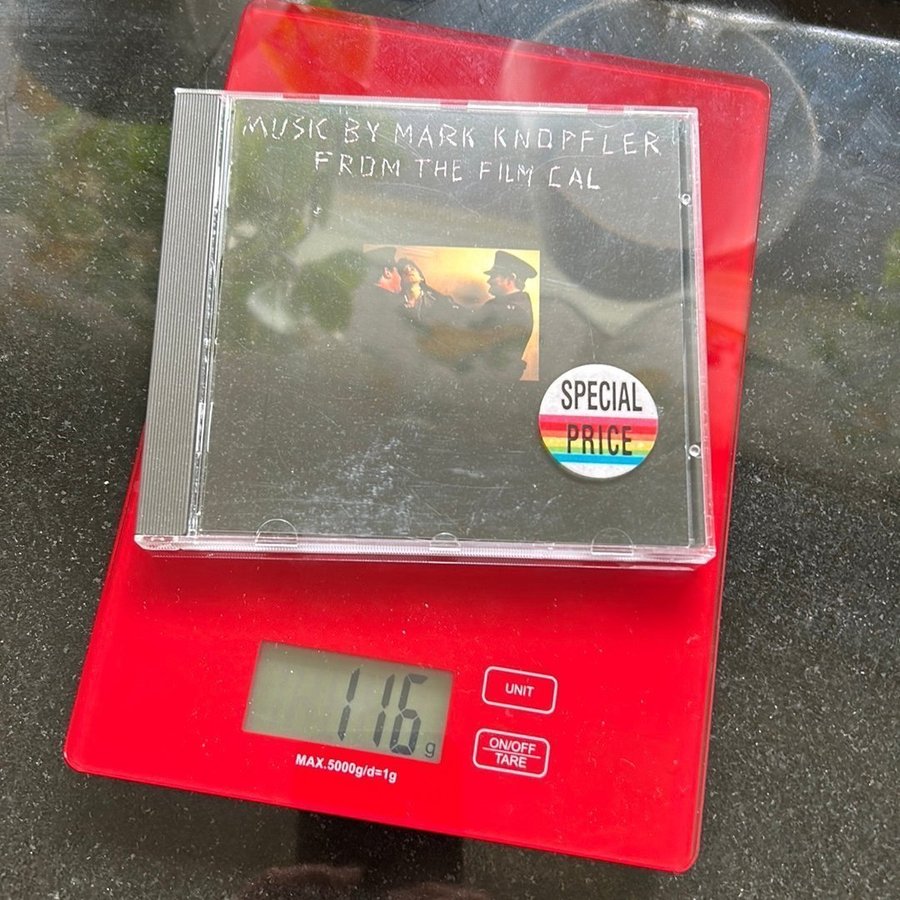 MUSIC BY MARK KNOPFLER
FROM THE FILM CAL
SPECIAL
PRICE
116 g
UNIT
ON/OFF
TARE
MAX.5000g/d=1g